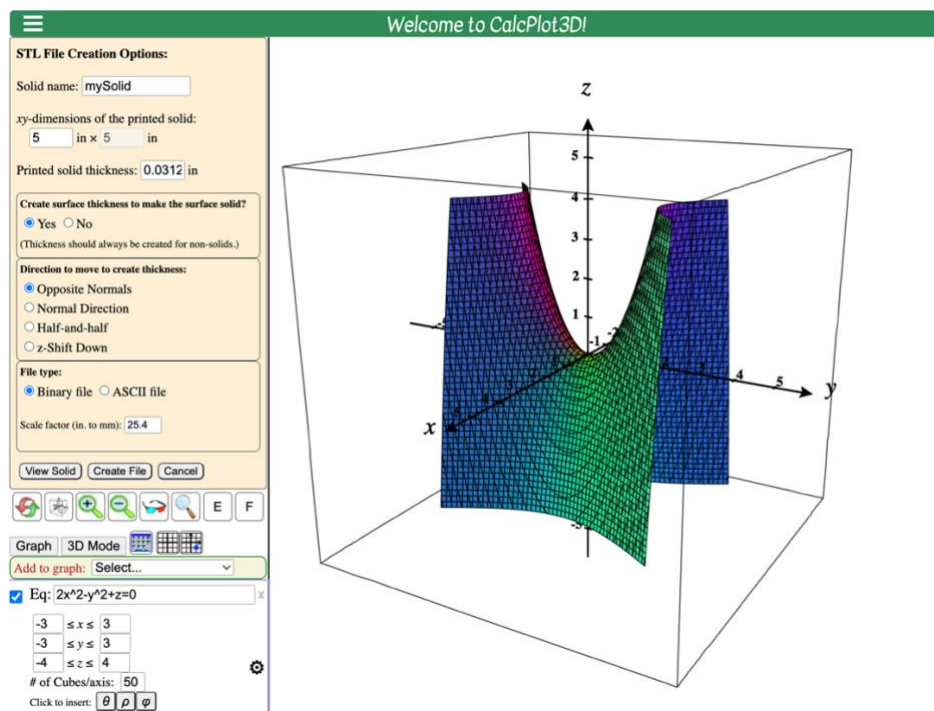 Welcome to CalcPlot3D!
STL File Creation Options:
Solid name: mySolid
xy-dimensions of the printed solid:
5 in × 5 in
Printed solid thickness: 0.0312 in
Create surface thickness to make the surface solid?
Yes No
(Thickness should always be created for non-solids.)
Direction to move to create thickness:
Opposite Normals
Normal Direction
Half-and-half
z-Shift Down
File type:
Binary file ASCII file
Scale factor (in. to mm): 25.4
View Solid Create File Cancel
E F
Graph 3D Mode
Add to graph: Select...
Eq: 2x^2-y^2+z=0 x
-3 ≤ x ≤ 3
-3 ≤ y ≤ 3
-4 ≤ z ≤ 4
# of Cubes/axis: 50
Click to insert: θ ρ φ
z
5
4
3
2
1
-1
4
5
y
x